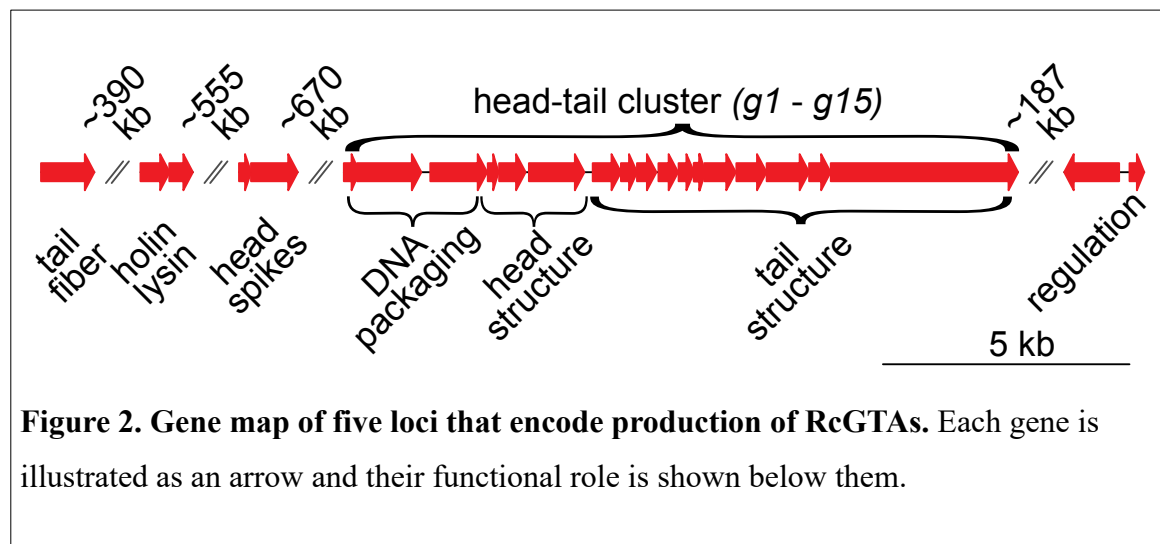 ~390 kb
~555 kb
~670 kb
head-tail cluster (g1 - g15)
~187 kb
tail fiber
holin lysin
head spikes
DNA packaging
head structure
tail structure
regulation
5 kb
Figure 2. Gene map of five loci that encode production of RcGTAs. Each gene is
illustrated as an arrow and their functional role is shown below them.